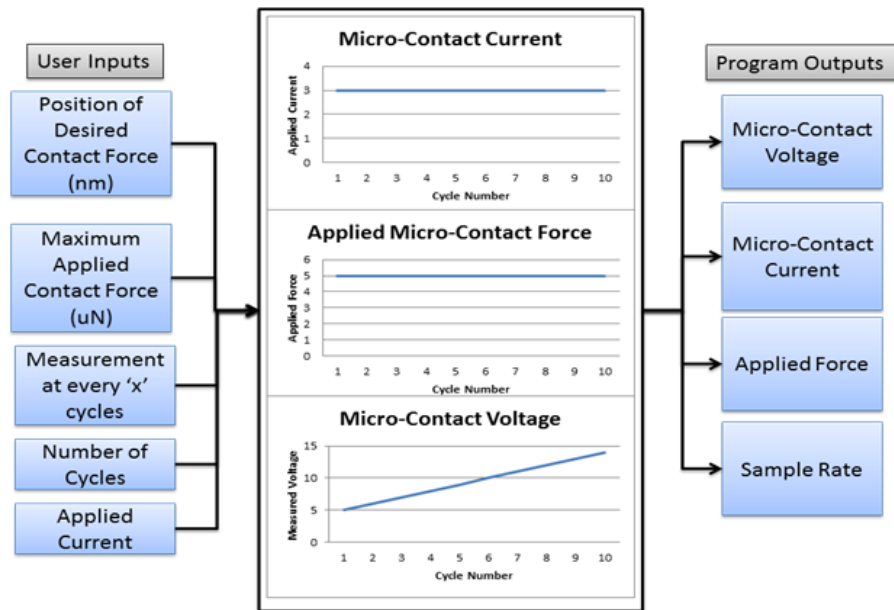 User Inputs
Position of
Desired
Contact Force
(nm)
Maximum
Applied
Contact Force
(uN)
Measurement
at every ‘x’
cycles
Number of
Cycles
Applied
Current
Micro-Contact Current
Applied Current
4
3
2
1
0
1 2 3 4 5 6 7 8 9 10
Cycle Number
Applied Micro-Contact Force
Applied Force
6
5
4
3
2
1
0
1 2 3 4 5 6 7 8 9 10
Cycle Number
Micro-Contact Voltage
Measured Voltage
15
10
5
0
1 2 3 4 5 6 7 8 9 10
Cycle Number
Program Outputs
Micro-Contact
Voltage
Micro-Contact
Current
Applied Force
Sample Rate